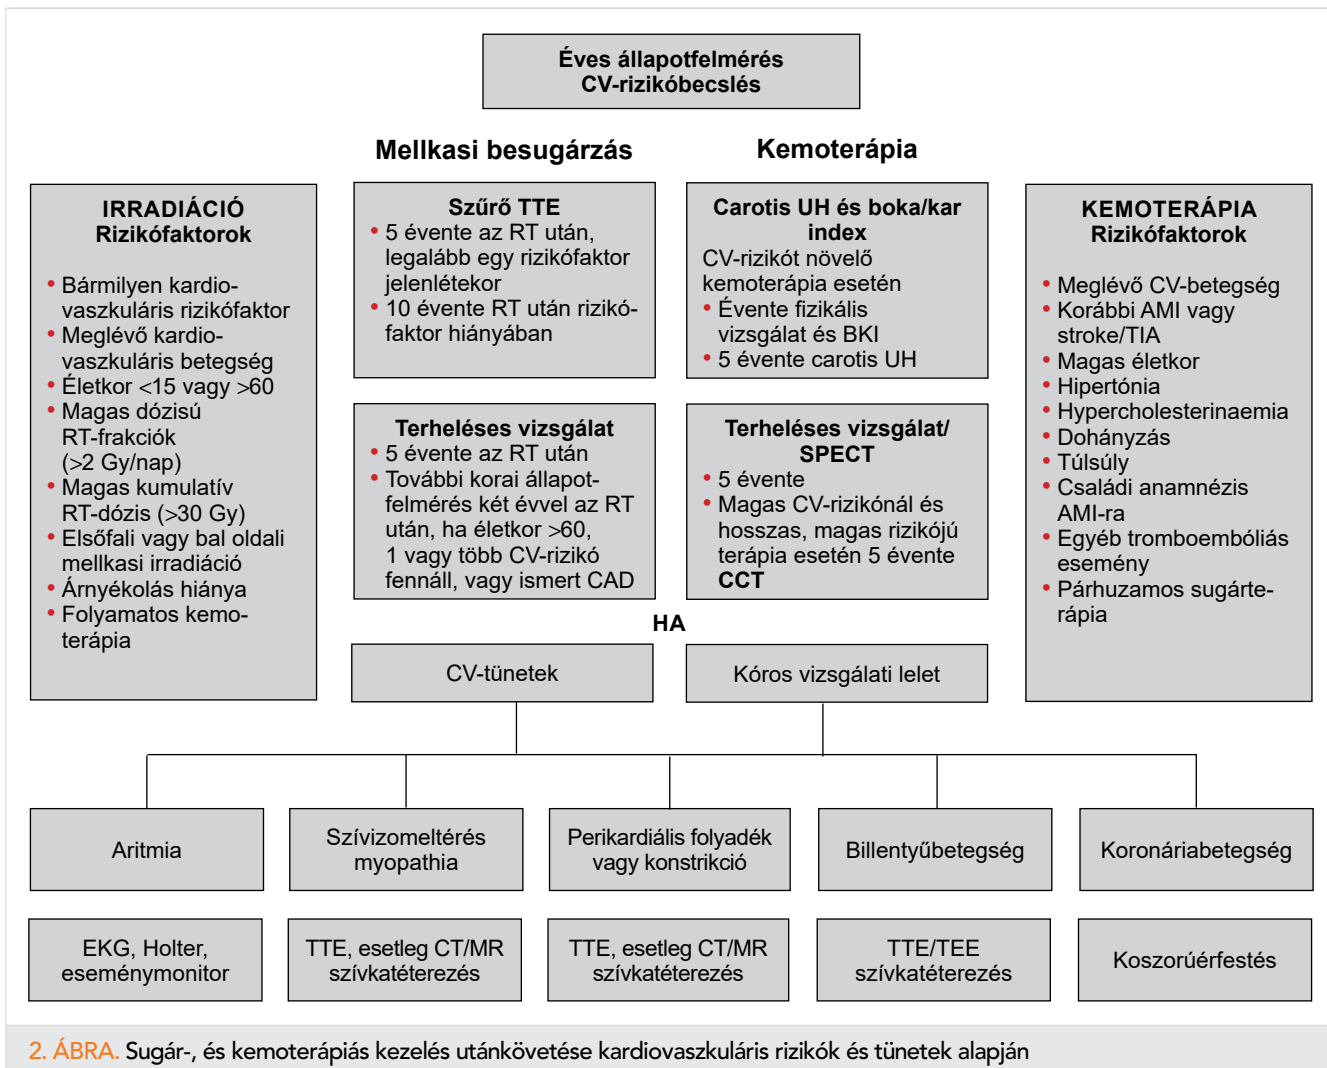 Éves állapotfelmérés
CV-rizikóbecslés
Mellkasi besugárzás
Kemoterápia
IRRADIÁCIÓ
Rizikófaktorok
• Bármilyen kardio-
vaszkuláris rizikófaktor
• Meglévő kardio-
vaszkuláris betegség
• Életkor <15 vagy >60
• Magas dózisú
RT-frakciók
(>2 Gy/nap)
• Magas kumulatív
RT-dózis (>30 Gy)
• Elsőfali vagy bal oldali
mellkasi irradiáció
• Árnyékolás hiánya
• Folyamatos kemo-
terápia
Szűrő TTE
• 5 évente az RT után,
legalább egy rizikófaktor
jelenlétekor
• 10 évente RT után rizikó-
faktor hiányában
Carotis UH és boka/kar
index
CV-rizikót növelő
kemoterápia esetén
• Évente fizikális
vizsgálat és BKI
• 5 évente carotis UH
KEMOTERÁPIA
Rizikófaktorok
• Meglévő CV-betegség
• Korábbi AMI vagy
stroke/TIA
• Magas életkor
• Hipertónia
• Hypercholesterinaemia
• Dohányzás
• Túlsúly
• Családi anamnézis
AMI-ra
• Egyéb tromboembóliás
esemény
• Párhuzamos sugárte-
rápia
Terheléses vizsgálat
• 5 évente az RT után
• További korai állapot-
felmérés két évvel az RT
után, ha életkor >60,
1 vagy több CV-rizikó
fennáll, vagy ismert CAD
Terheléses vizsgálat/
SPECT
• 5 évente
• Magas CV-rizikónál és
hosszas, magas rizikójú
terápia esetén 5 évente
CCT
HA
CV-tünetek
Kóros vizsgálati lelet
Aritmia
Szívizomeltérés
myopathia
Perikardiális folyadék
vagy konstrikció
Billentyűbetegség
Koronáriabetegség
EKG, Holter,
eseménymonitor
TTE, esetleg CT/MR
szívkatéterezés
TTE, esetleg CT/MR
szívkatéterezés
TTE/TEE
szívkatéterezés
Koszorúérfestés
2. ÁBRA. Sugár-, és kemoterápiás kezelés utánkövetése kardiovaszkuláris rizikók és tünetek alapján